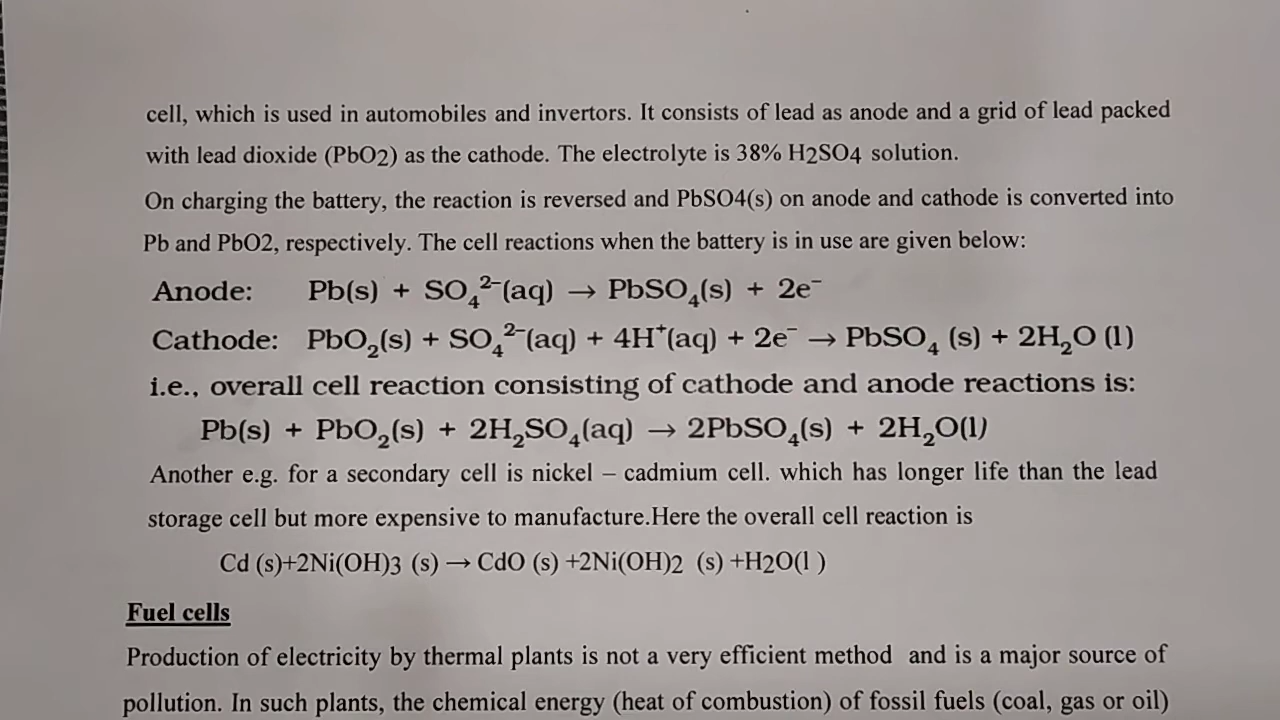 cell, which is used in automobiles and invertors. It consists of lead as anode and a grid of lead packed
with lead dioxide (PbO2) as the cathode. The electrolyte is 38% H2SO4 solution.
On charging the battery, the reaction is reversed and PbSO4(s) on anode and cathode is converted into
Pb and PbO2, respectively. The cell reactions when the battery is in use are given below:
Anode: Pb(s) + SO₄²⁻(aq) → PbSO₄(s) + 2e⁻
Cathode: PbO₂(s) + SO₄²⁻(aq) + 4H⁺(aq) + 2e⁻ → PbSO₄ (s) + 2H₂O (l)
i.e., overall cell reaction consisting of cathode and anode reactions is:
Pb(s) + PbO₂(s) + 2H₂SO₄(aq) → 2PbSO₄(s) + 2H₂O(l)
Another e.g. for a secondary cell is nickel – cadmium cell. which has longer life than the lead
storage cell but more expensive to manufacture.Here the overall cell reaction is
Cd (s)+2Ni(OH)3 (s) → CdO (s) +2Ni(OH)2 (s) +H2O(l )
Fuel cells
Production of electricity by thermal plants is not a very efficient method and is a major source of
pollution. In such plants, the chemical energy (heat of combustion) of fossil fuels (coal, gas or oil)